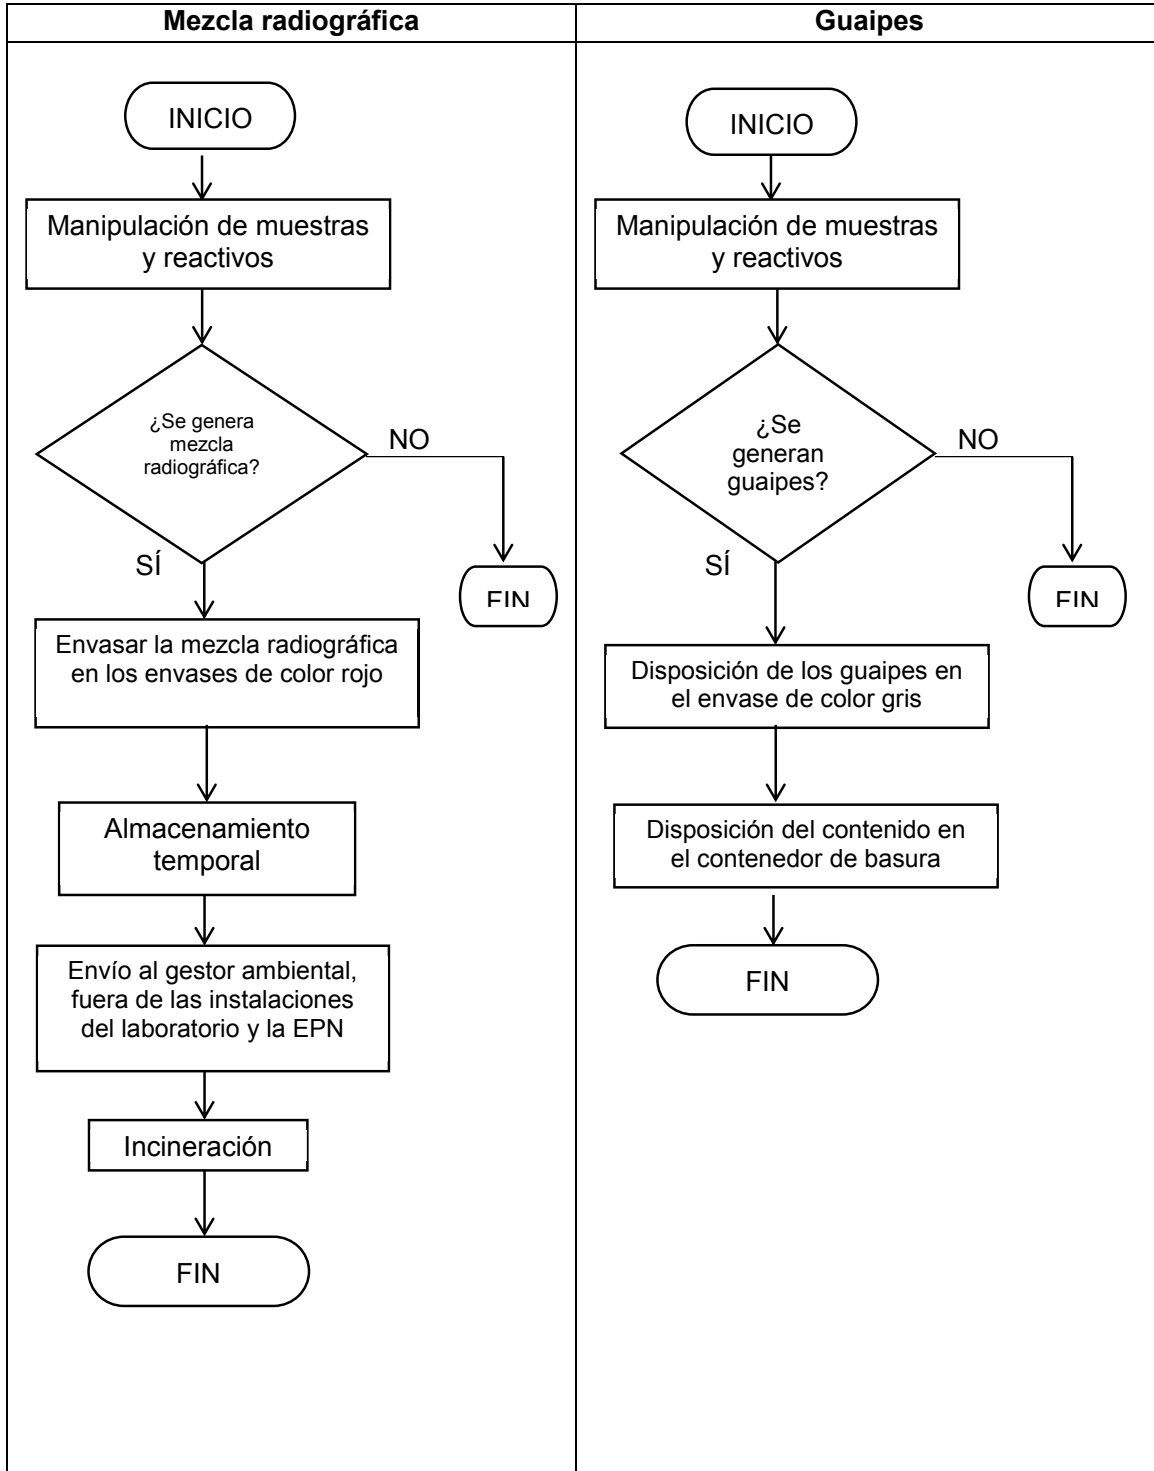 Mezcla radiográfica
INICIO
Manipulación de muestras
y reactivos
¿Se genera
mezcla
radiográfica?
NO
SÍ
FIN
Envasar la mezcla radiográfica
en los envases de color rojo
Almacenamiento
temporal
Envío al gestor ambiental,
fuera de las instalaciones
del laboratorio y la EPN
Incineración
FIN
Guaipes
INICIO
Manipulación de muestras
y reactivos
¿Se
generan
guaipes?
NO
SÍ
FIN
Disposición de los guaipes en
el envase de color gris
Disposición del contenido en
el contenedor de basura
FIN